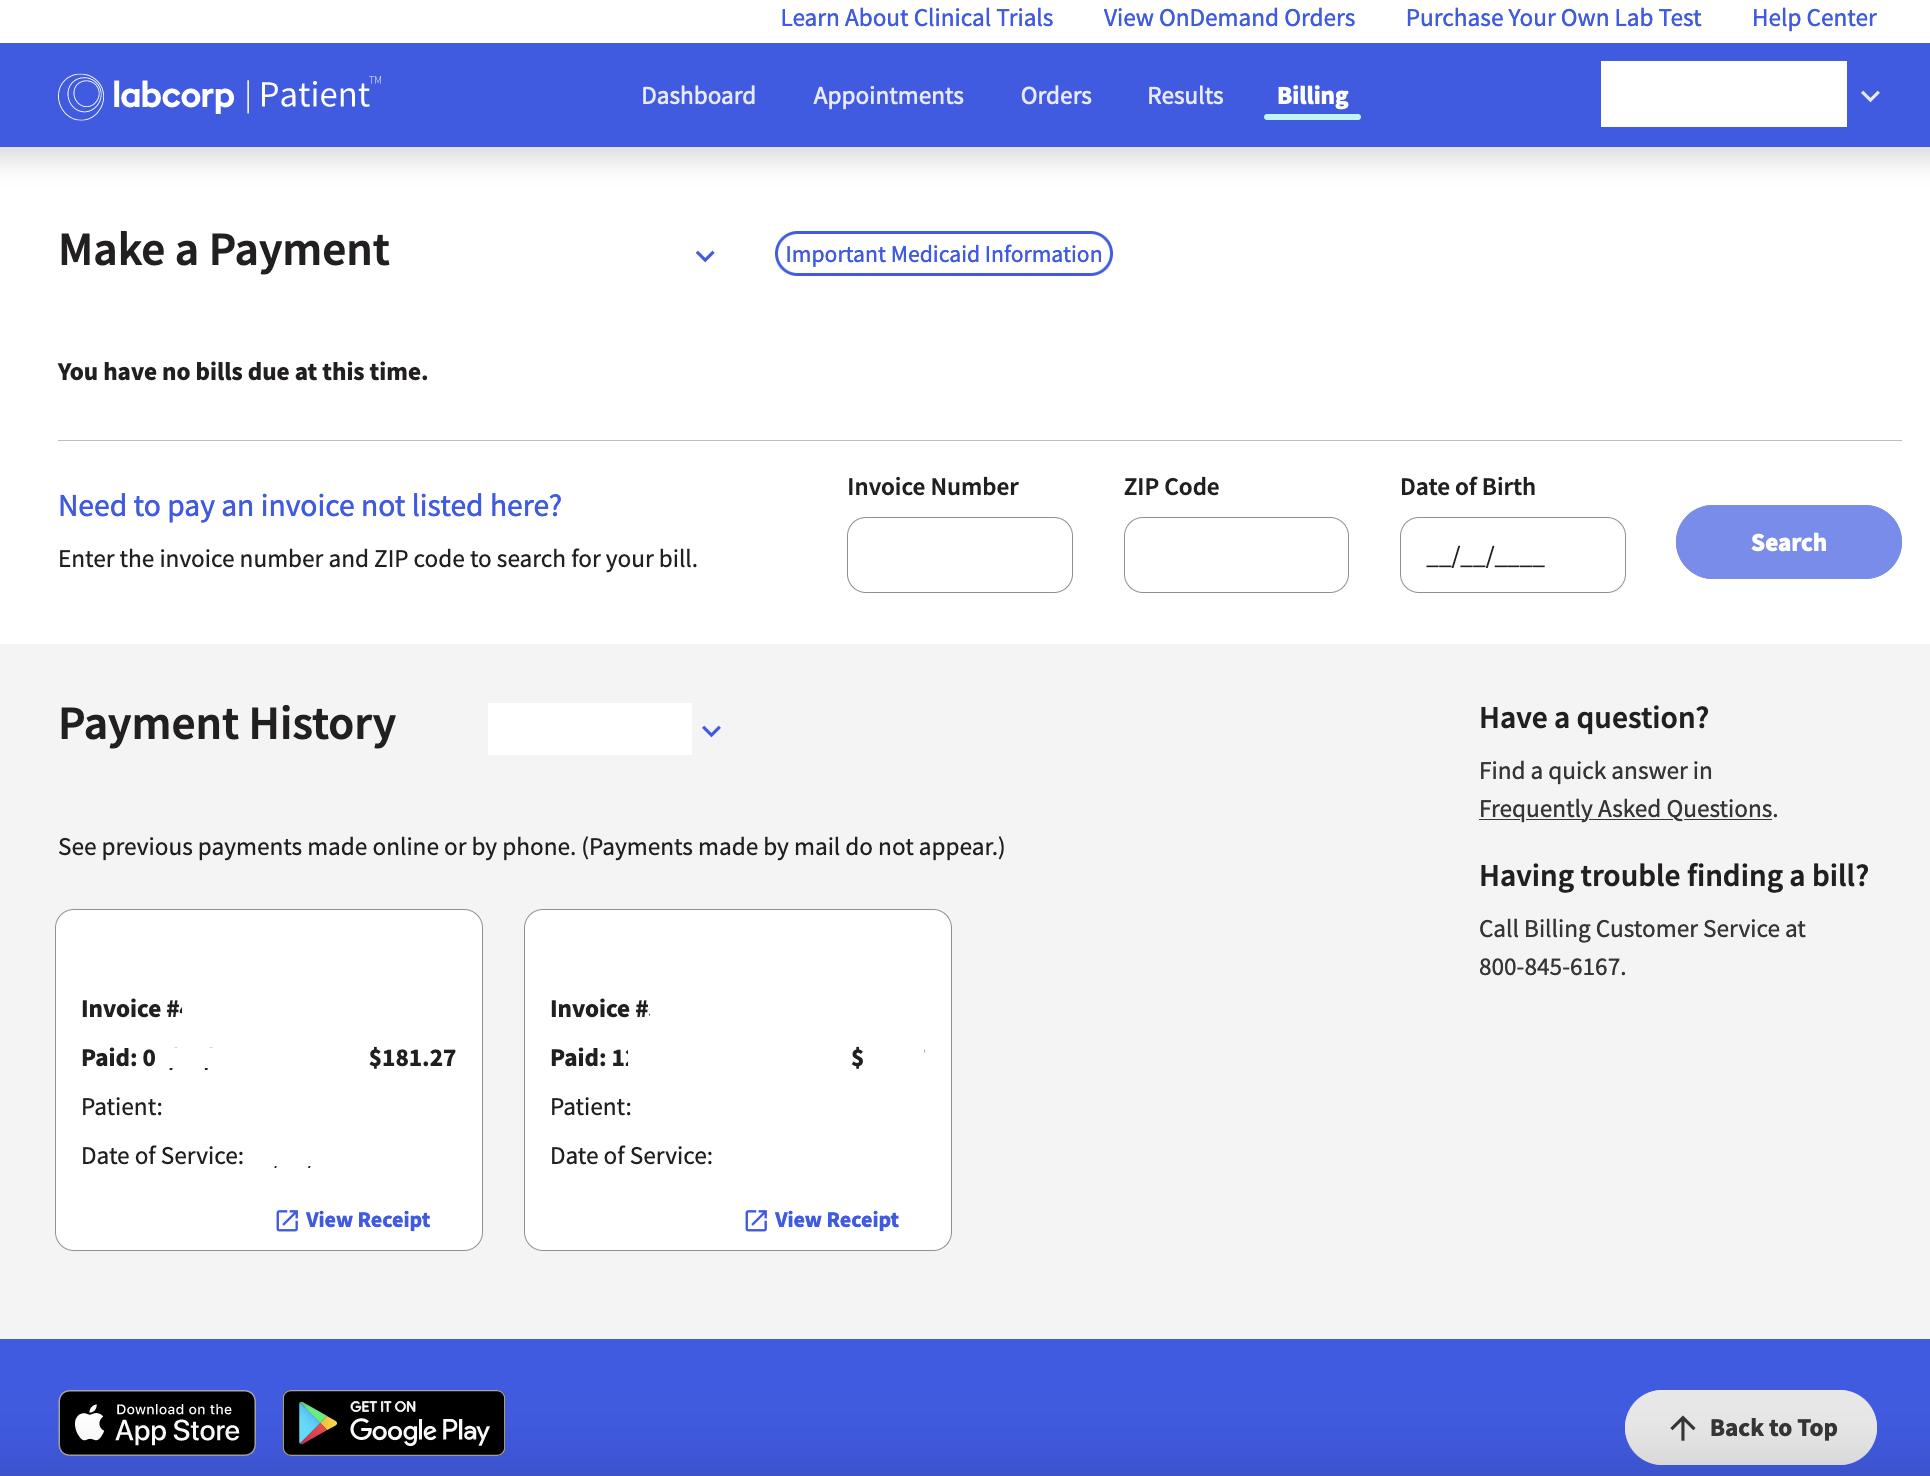 Learn About Clinical Trials View OnDemand Orders Purchase Your Own Lab Test Help Center
labcorp | Patient™ Dashboard Appointments Orders Results Billing
Make a Payment Important Medicaid Information
You have no bills due at this time.
Need to pay an invoice not listed here?
Enter the invoice number and ZIP code to search for your bill.
Invoice Number ZIP Code Date of Birth
__/__/____
Search
Payment History
See previous payments made online or by phone. (Payments made by mail do not appear.)
Invoice #
Paid: 0 $181.27
Patient:
Date of Service:
View Receipt
Invoice #
Paid: 1 $
Patient:
Date of Service:
View Receipt
Have a question?
Find a quick answer in
Frequently Asked Questions.
Having trouble finding a bill?
Call Billing Customer Service at
800-845-6167.
Download on the
App Store
GET IT ON
Google Play
Back to Top